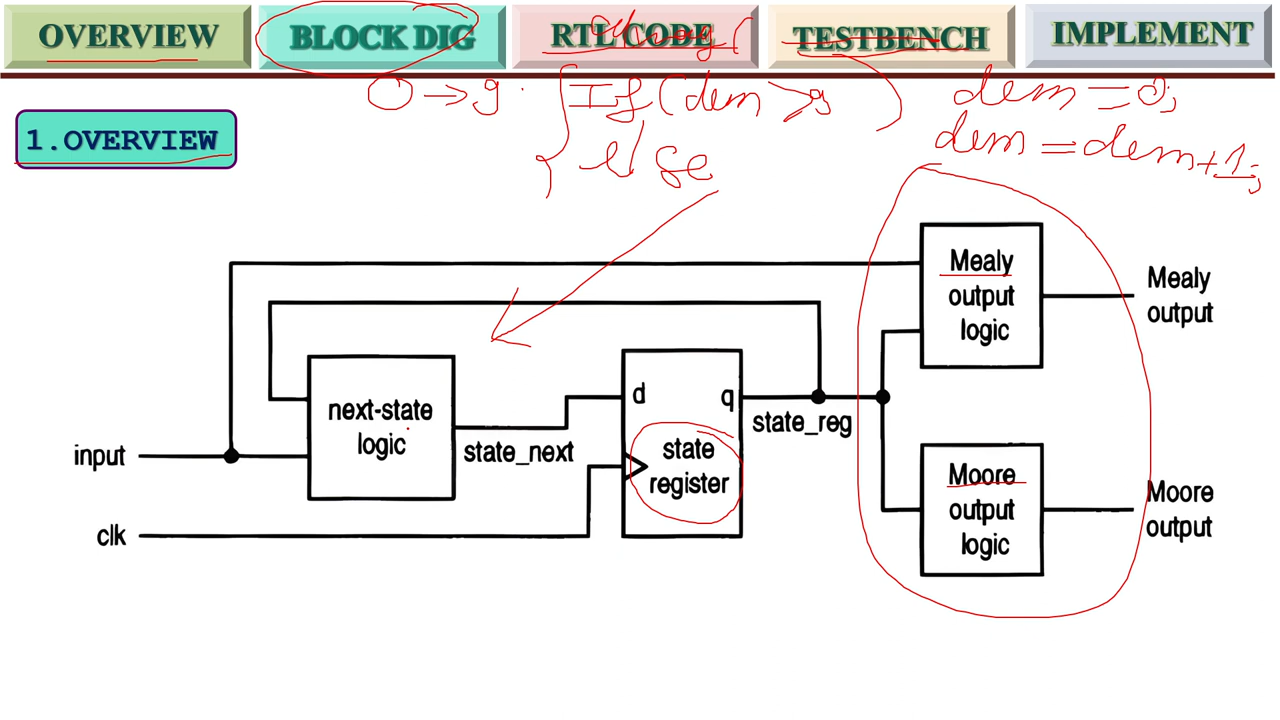 OVERVIEW BLOCK DIG RTL CODE TESTBENCH IMPLEMENT
0 → 9 . If (dem > 9) dem = 0;
else dem = dem + 1;
1.OVERVIEW
Mealy
output
logic
Mealy
output
next-state
logic
d q
state
register
state_next
state_reg
input
clk
Moore
output
logic
Moore
output